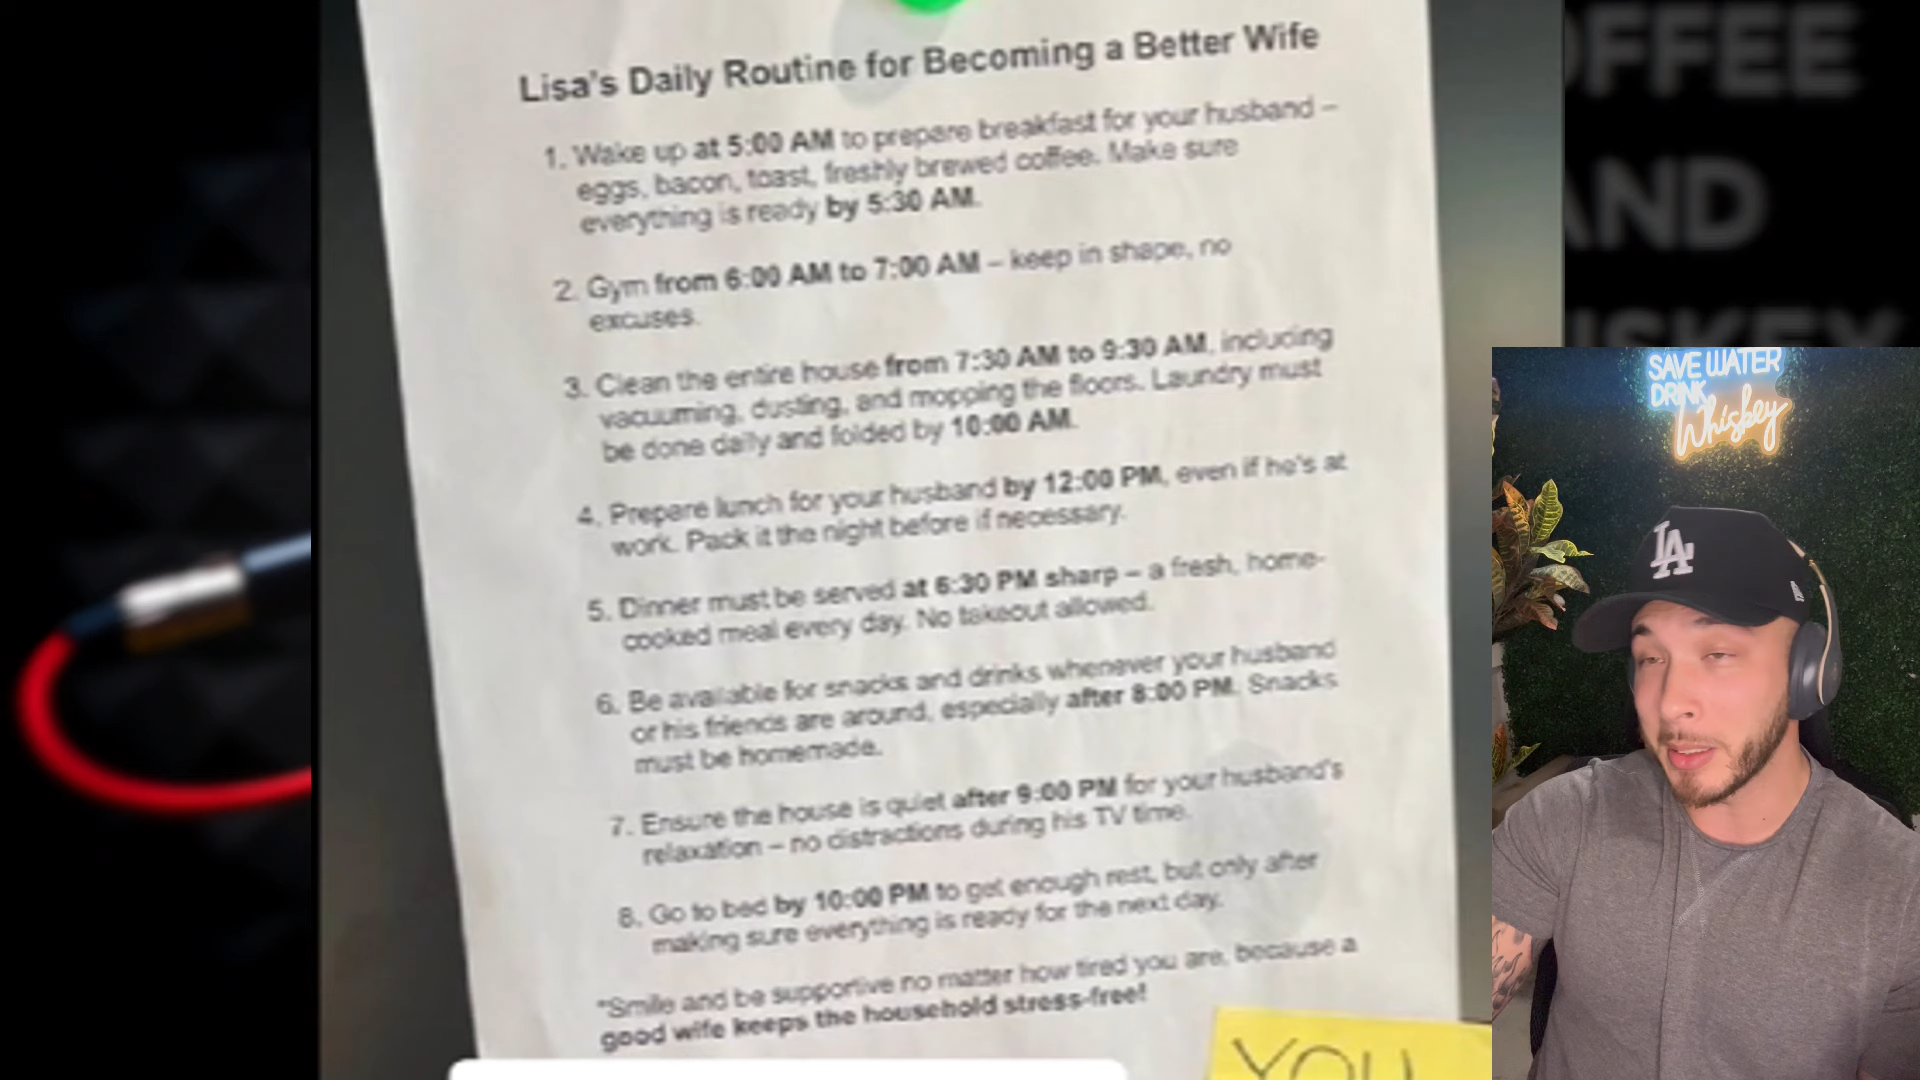 Lisa's Daily Routine for Becoming a Better Wife
1. Wake up at 5:00 AM to prepare breakfast for your husband –
eggs, bacon, toast, freshly brewed coffee. Make sure
everything is ready by 5:30 AM.
2. Gym from 6:00 AM to 7:00 AM – keep in shape, no
excuses.
3. Clean the entire house from 7:30 AM to 9:30 AM, including
vacuuming, dusting, and mopping the floors. Laundry must
be done daily and folded by 10:00 AM.
4. Prepare lunch for your husband by 12:00 PM, even if he's at
work. Pack it the night before if necessary.
5. Dinner must be served at 6:30 PM sharp – a fresh, home-
cooked meal every day. No takeout allowed.
6. Be available for snacks and drinks whenever your husband
or his friends are around, especially after 8:00 PM. Snacks
must be homemade.
7. Ensure the house is quiet after 9:00 PM for your husband's
relaxation – no distractions during his TV time.
8. Go to bed by 10:00 PM to get enough rest, but only after
making sure everything is ready for the next day.
*Smile and be supportive no matter how tired you are, because a
good wife keeps the household stress-free!
YOU
OFFEE
AND
ISKEY
SAVE WATER
DRINK
Whiskey
LA